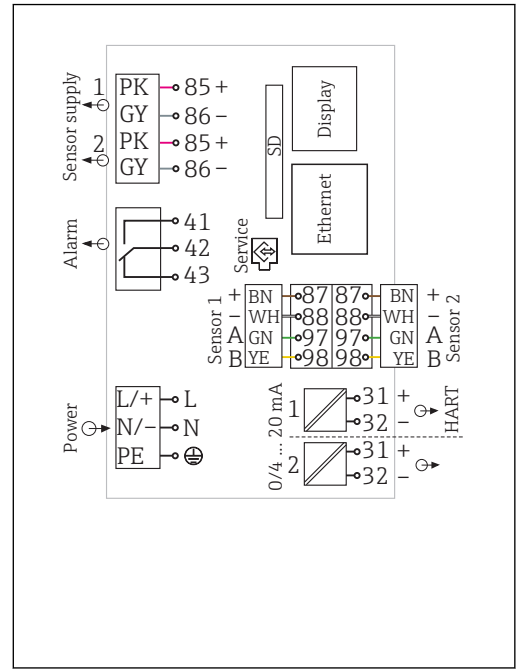 Sensor supply
1 PK 85 +
GY 86 −
2 PK 85 +
GY 86 −
Display
SD
Ethernet
Alarm
41
42
43
Service
Sensor 1
+ BN 87 87 BN +
− WH 88 88 WH −
A GN 97 97 GN A
B YE 98 98 YE B
Sensor 2
Power
L/+ L
N/− N
PE
0/4 ... 20 mA
1 31 +
32 −
HART
2 31 +
32 −